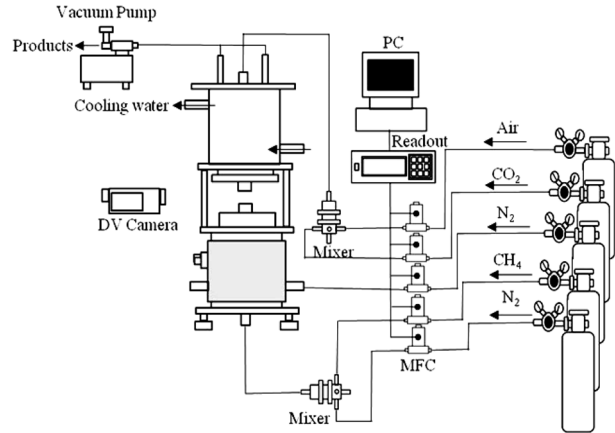 Vacuum Pump
Products
PC
Cooling water
Readout
Air
CO2
DV Camera
N2
Mixer
CH4
N2
MFC
Mixer